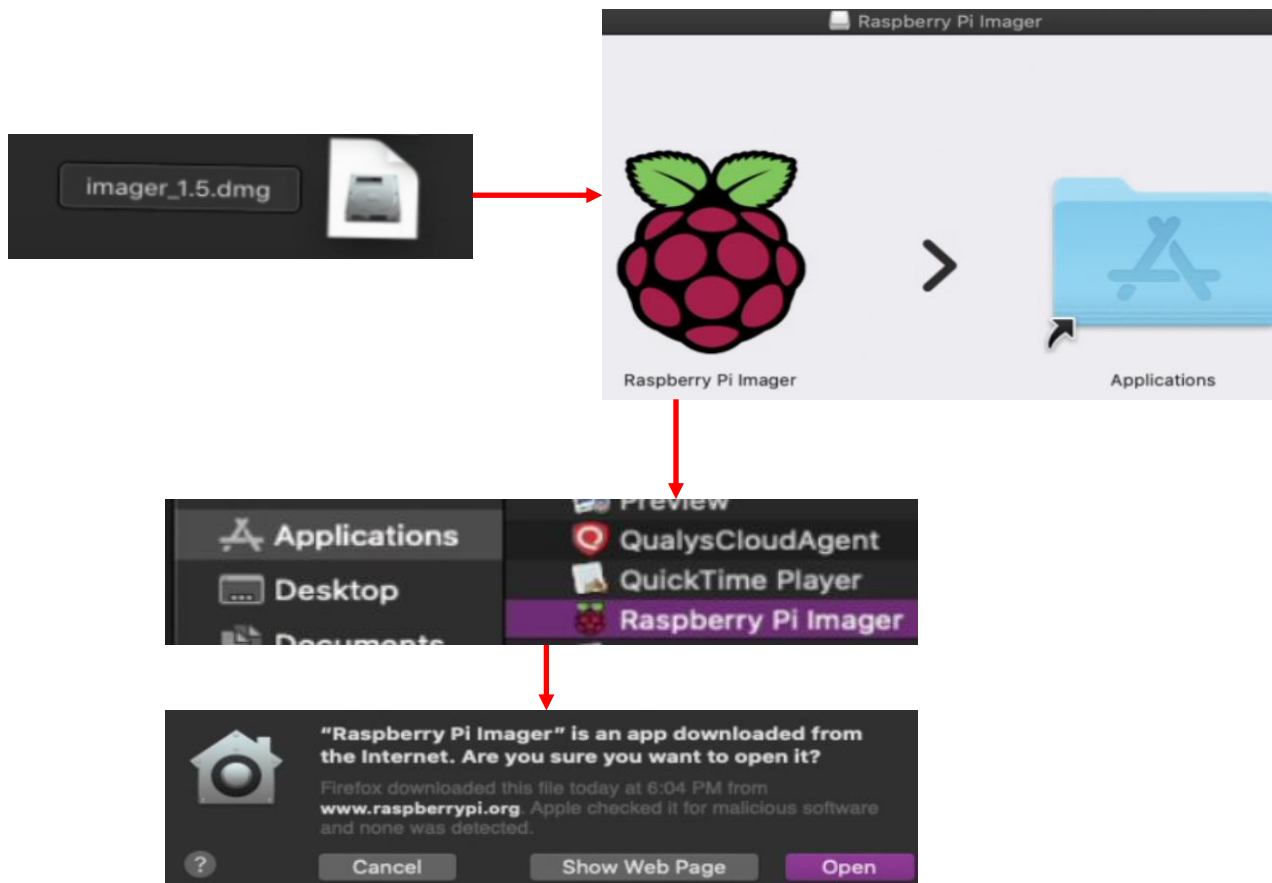 Raspberry Pi Imager
imager_1.5.dmg
Raspberry Pi Imager
Applications
Preview
Applications
QualysCloudAgent
Desktop
QuickTime Player
Raspberry Pi Imager
Documents
“Raspberry Pi Imager” is an app downloaded from
the Internet. Are you sure you want to open it?
Firefox downloaded this file today at 6:04 PM from
www.raspberrypi.org. Apple checked it for malicious software
and none was detected.
?
Cancel
Show Web Page
Open